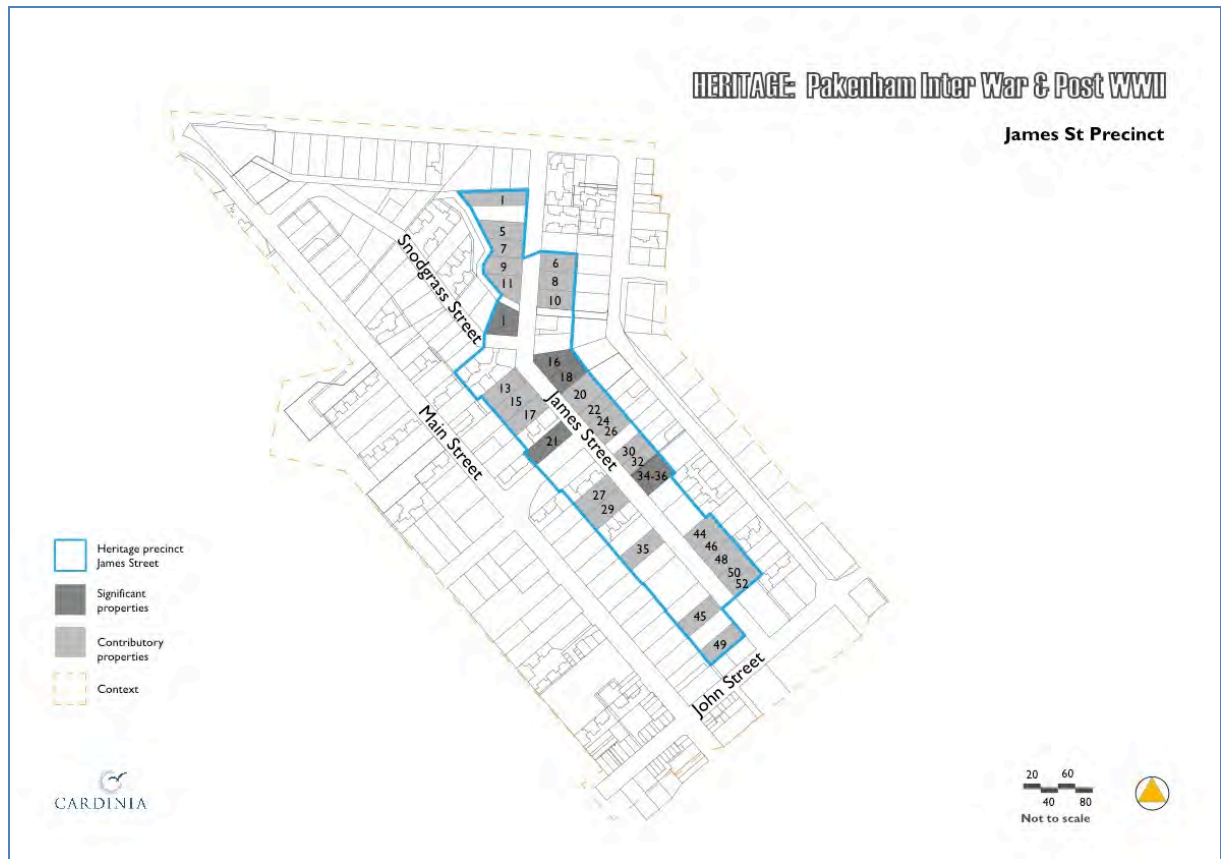 HERITAGE: Pakenham Inter War & Post WWII
James St Precinct
1
5
7
9
11
6
8
10
1
Snodgrass Street
16
18
13
15
17
20
22
24
26
James Street
21
30
32
34-36
Main Street
27
29
35
44
46
48
50
52
45
49
John Street
Heritage precinct
James Street
Significant
properties
Contributory
properties
Context
CARDINIA
20 60
40 80
Not to scale